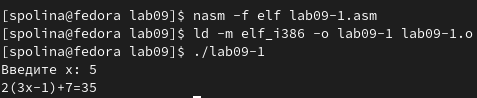 [spolina@fedora lab09]$ nasm -f elf lab09-1.asm
[spolina@fedora lab09]$ ld -m elf_i386 -o lab09-1 lab09-1.o
[spolina@fedora lab09]$ ./lab09-1
Введите x: 5
2(3x-1)+7=35